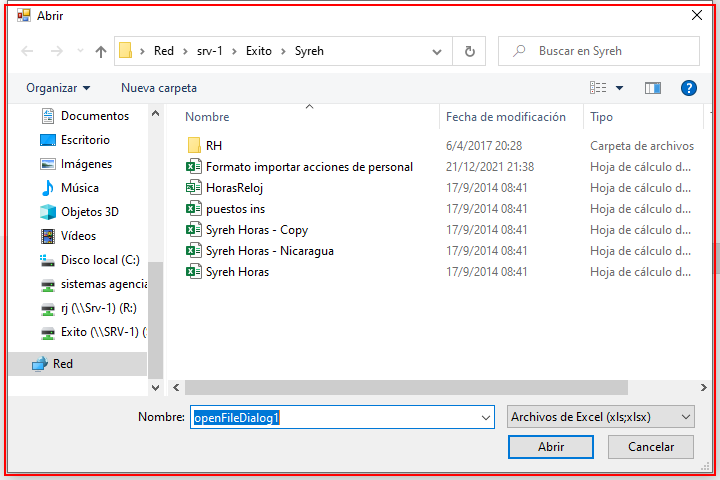 Abrir
Red > srv-1 > Exito > Syreh
Buscar en Syreh
Organizar
Nueva carpeta
Documentos
Escritorio
Imágenes
Música
Objetos 3D
Vídeos
Disco local (C:)
sistemas agencia
rj (\\Srv-1) (R:)
Exito (\\SRV-1) (
Red
Nombre Fecha de modificación Tipo
RH 6/4/2017 20:28 Carpeta de archivos
Formato importar acciones de personal 21/12/2021 21:38 Hoja de cálculo d...
HorasReloj 17/9/2014 08:41 Hoja de cálculo d...
puestos ins 17/9/2014 08:41 Hoja de cálculo d...
Syreh Horas - Copy 17/9/2014 08:41 Hoja de cálculo d...
Syreh Horas - Nicaragua 17/9/2014 08:41 Hoja de cálculo d...
Syreh Horas 17/9/2014 08:41 Hoja de cálculo d...
Nombre: openFileDialog1 Archivos de Excel (xls;xlsx)
Abrir Cancelar